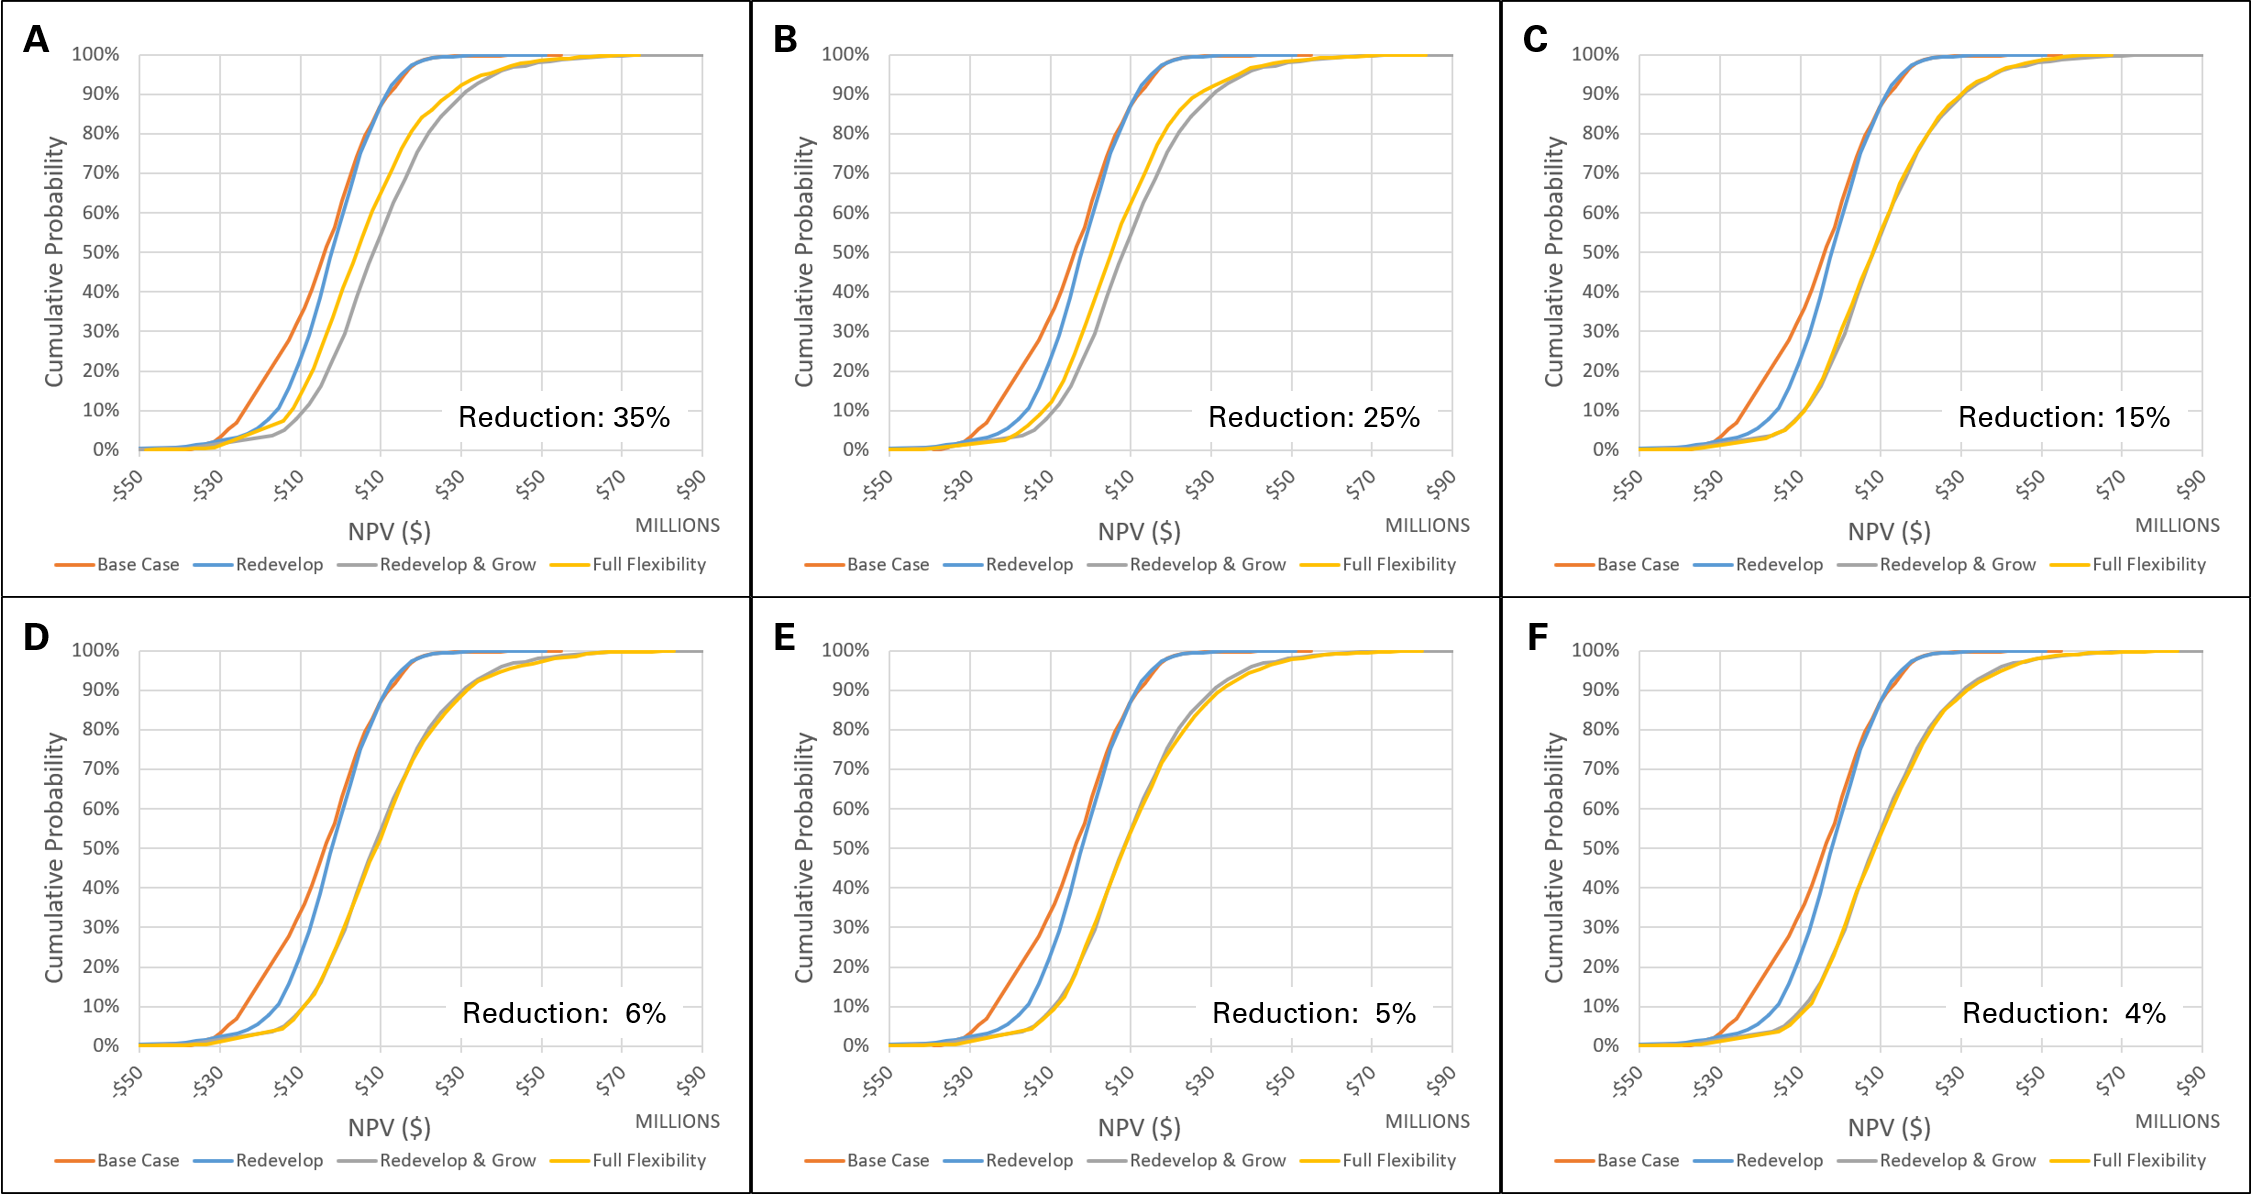 A
100%
90%
80%
70%
60%
50%
40%
30%
20%
10%
0%
Cumulative Probability
Reduction: 35%
-$50 -$30 -$10 $10 $30 $50 $70 $90
NPV ($) MILLIONS
Base Case Redevelop Redevelop & Grow Full Flexibility
B
100%
90%
80%
70%
60%
50%
40%
30%
20%
10%
0%
Cumulative Probability
Reduction: 25%
-$50 -$30 -$10 $10 $30 $50 $70 $90
NPV ($) MILLIONS
Base Case Redevelop Redevelop & Grow Full Flexibility
C
100%
90%
80%
70%
60%
50%
40%
30%
20%
10%
0%
Cumulative Probability
Reduction: 15%
-$50 -$30 -$10 $10 $30 $50 $70 $90
NPV ($) MILLIONS
Base Case Redevelop Redevelop & Grow Full Flexibility
D
100%
90%
80%
70%
60%
50%
40%
30%
20%
10%
0%
Cumulative Probability
Reduction: 6%
-$50 -$30 -$10 $10 $30 $50 $70 $90
NPV ($) MILLIONS
Base Case Redevelop Redevelop & Grow Full Flexibility
E
100%
90%
80%
70%
60%
50%
40%
30%
20%
10%
0%
Cumulative Probability
Reduction: 5%
-$50 -$30 -$10 $10 $30 $50 $70 $90
NPV ($) MILLIONS
Base Case Redevelop Redevelop & Grow Full Flexibility
F
100%
90%
80%
70%
60%
50%
40%
30%
20%
10%
0%
Cumulative Probability
Reduction: 4%
-$50 -$30 -$10 $10 $30 $50 $70 $90
NPV ($) MILLIONS
Base Case Redevelop Redevelop & Grow Full Flexibility